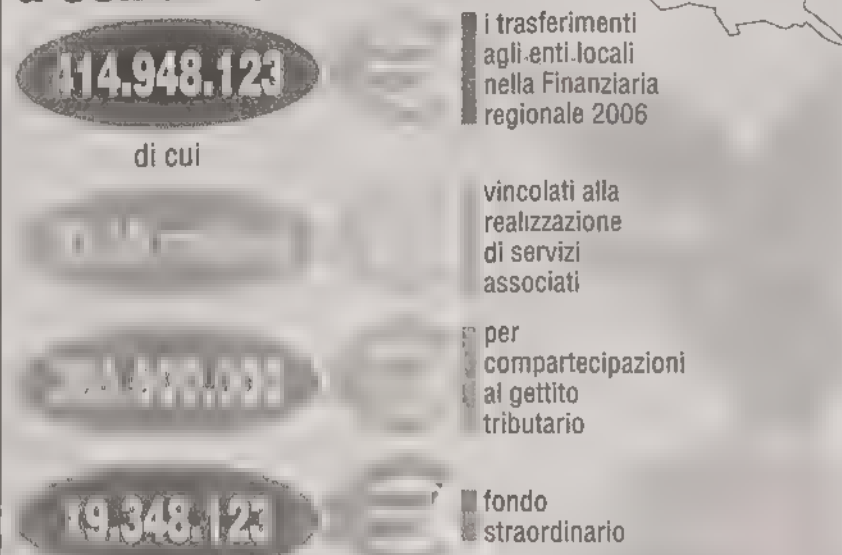 414.948.123
i trasferimenti
agli enti locali
nella Finanziaria
regionale 2006
di cui
vincolati alla
realizzazione
di servizi
associati
per
compartecipazioni
al gettito
tributario
19.348.123
fondo
straordinario